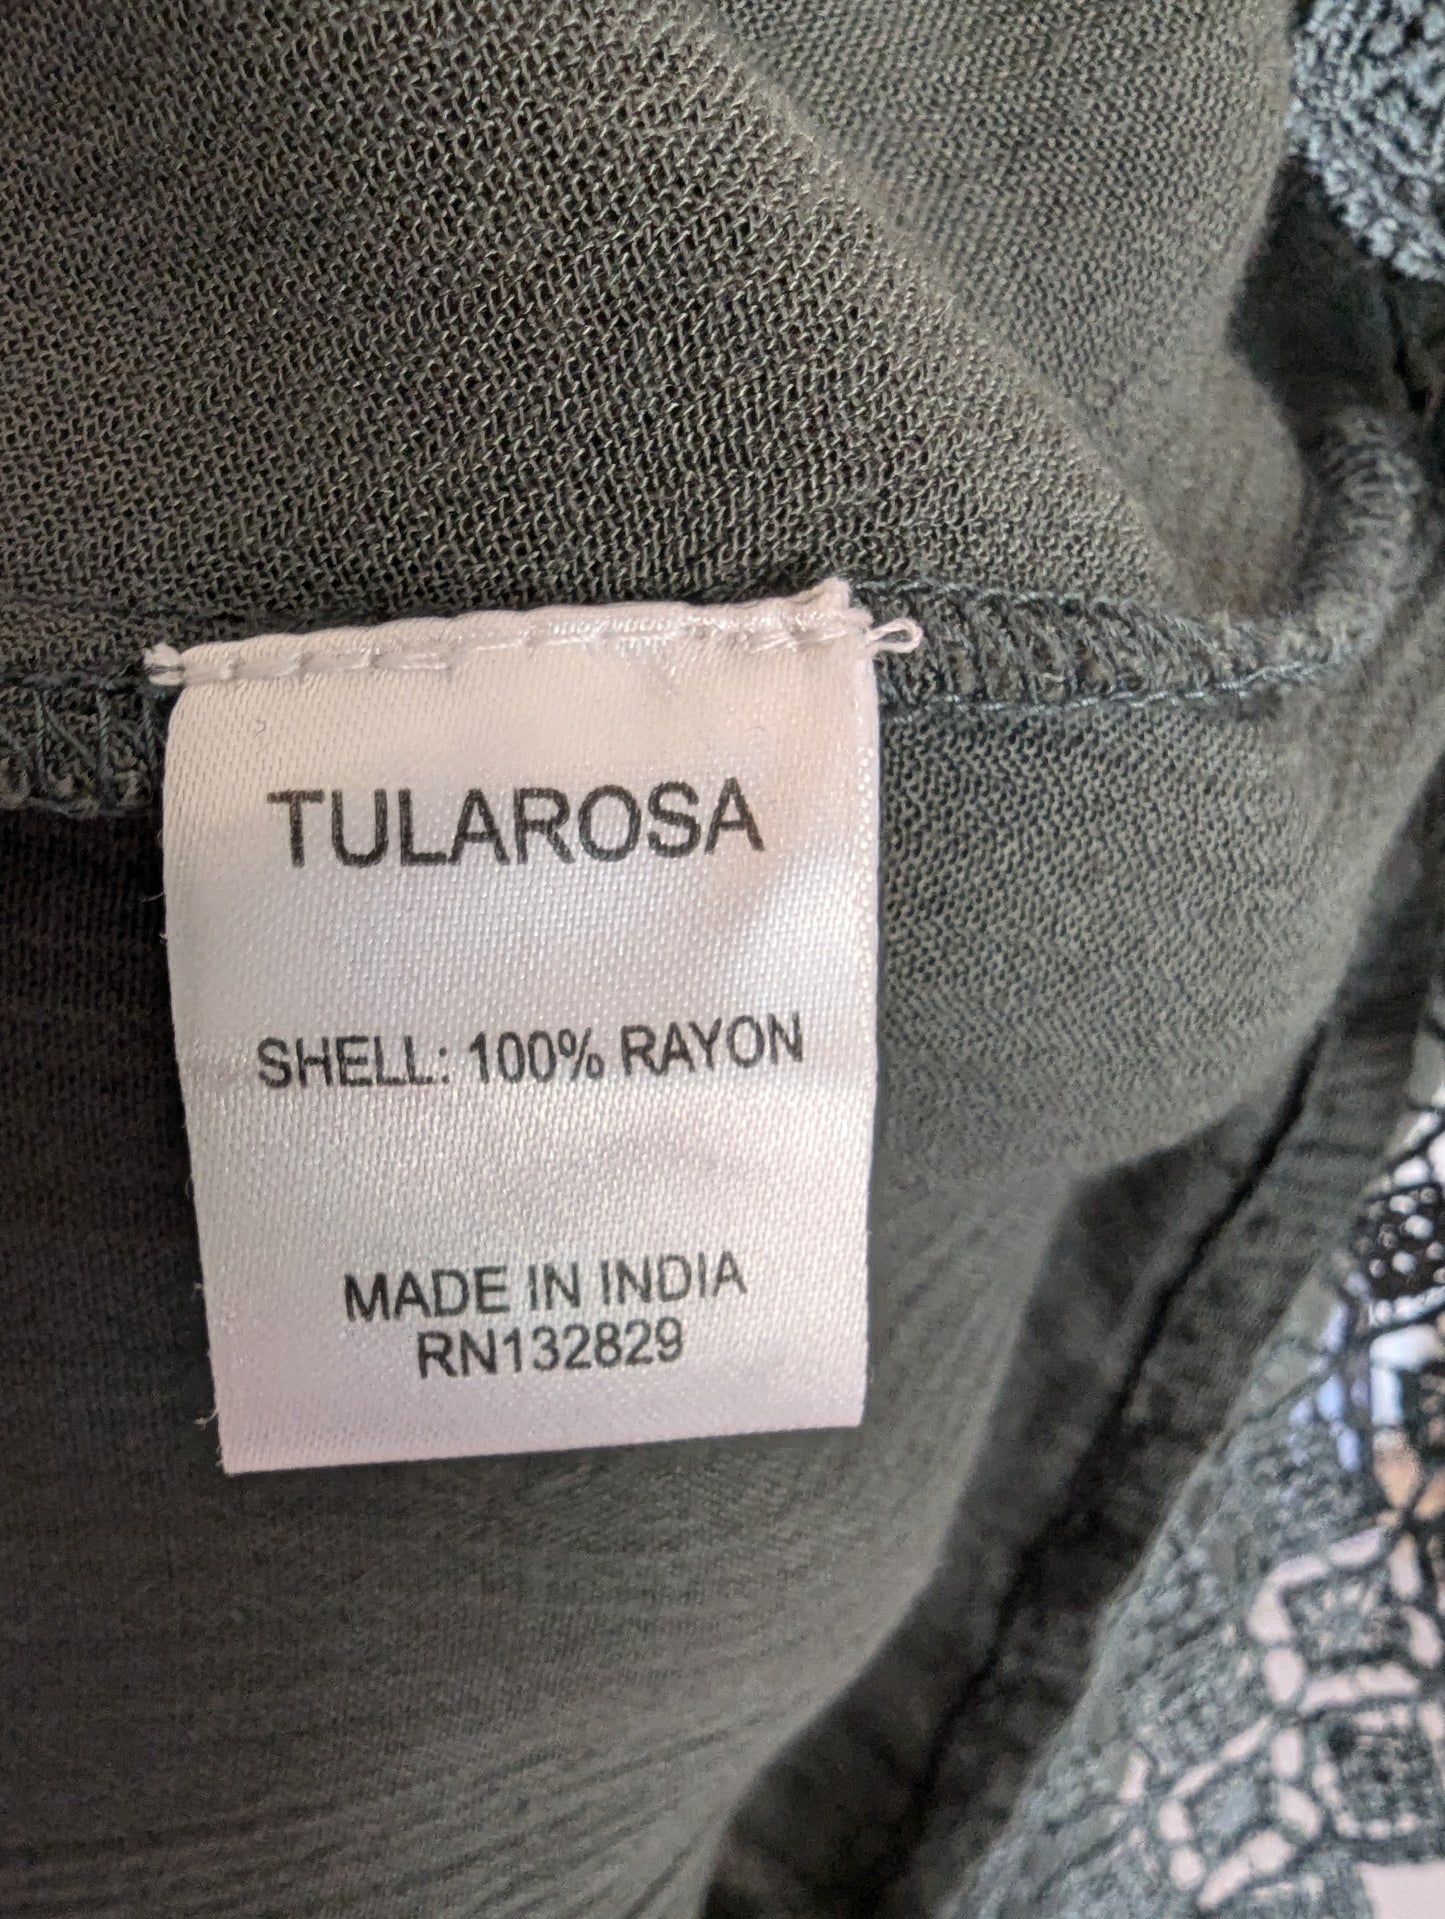 TULAROSA
SHELL: 100% RAYON
MADE IN INDIA
RN132829